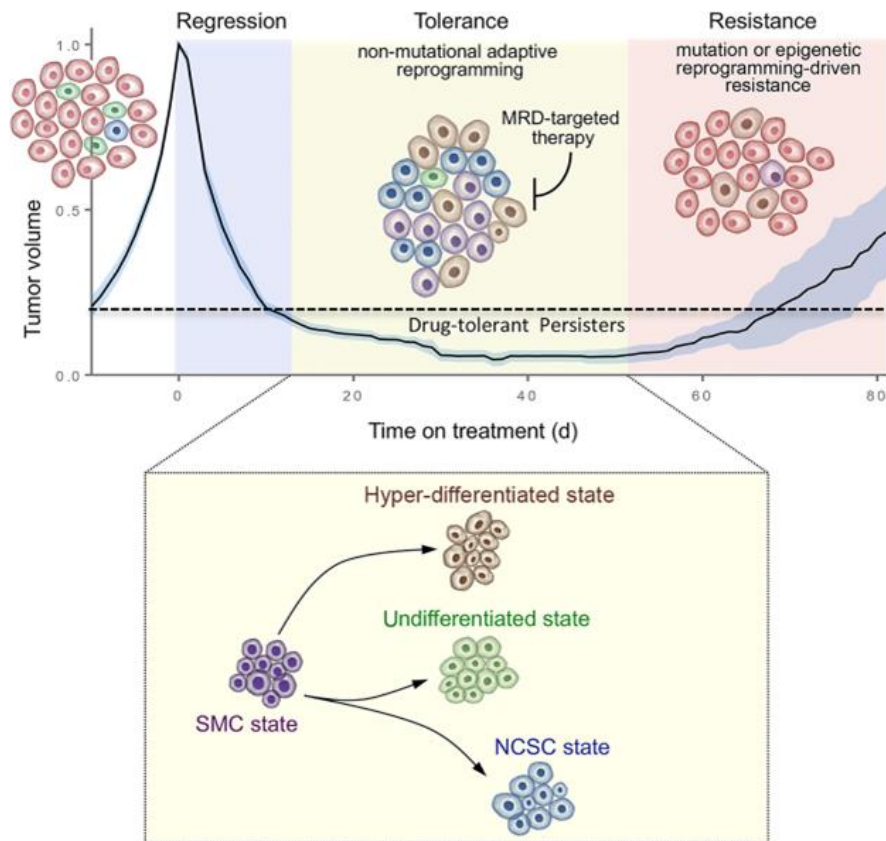 Regression
Tolerance
Resistance
non-mutational adaptive
reprogramming
mutation or epigenetic
reprogramming-driven
resistance
MRD-targeted
therapy
Tumor volume
1.0
0.5
0.0
Drug-tolerant Persisters
0
20
40
60
80
Time on treatment (d)
Hyper-differentiated state
Undifferentiated state
SMC state
NCSC state